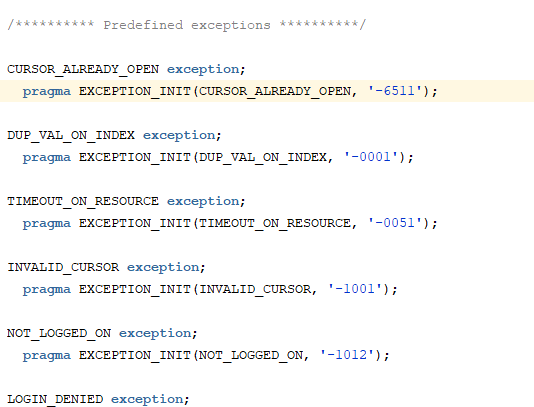 /********** Predefined exceptions **********/
CURSOR_ALREADY_OPEN exception;
pragma EXCEPTION_INIT(CURSOR_ALREADY_OPEN, '-6511');
DUP_VAL_ON_INDEX exception;
pragma EXCEPTION_INIT(DUP_VAL_ON_INDEX, '-0001');
TIMEOUT_ON_RESOURCE exception;
pragma EXCEPTION_INIT(TIMEOUT_ON_RESOURCE, '-0051');
INVALID_CURSOR exception;
pragma EXCEPTION_INIT(INVALID_CURSOR, '-1001');
NOT_LOGGED_ON exception;
pragma EXCEPTION_INIT(NOT_LOGGED_ON, '-1012');
LOGIN_DENIED exception;